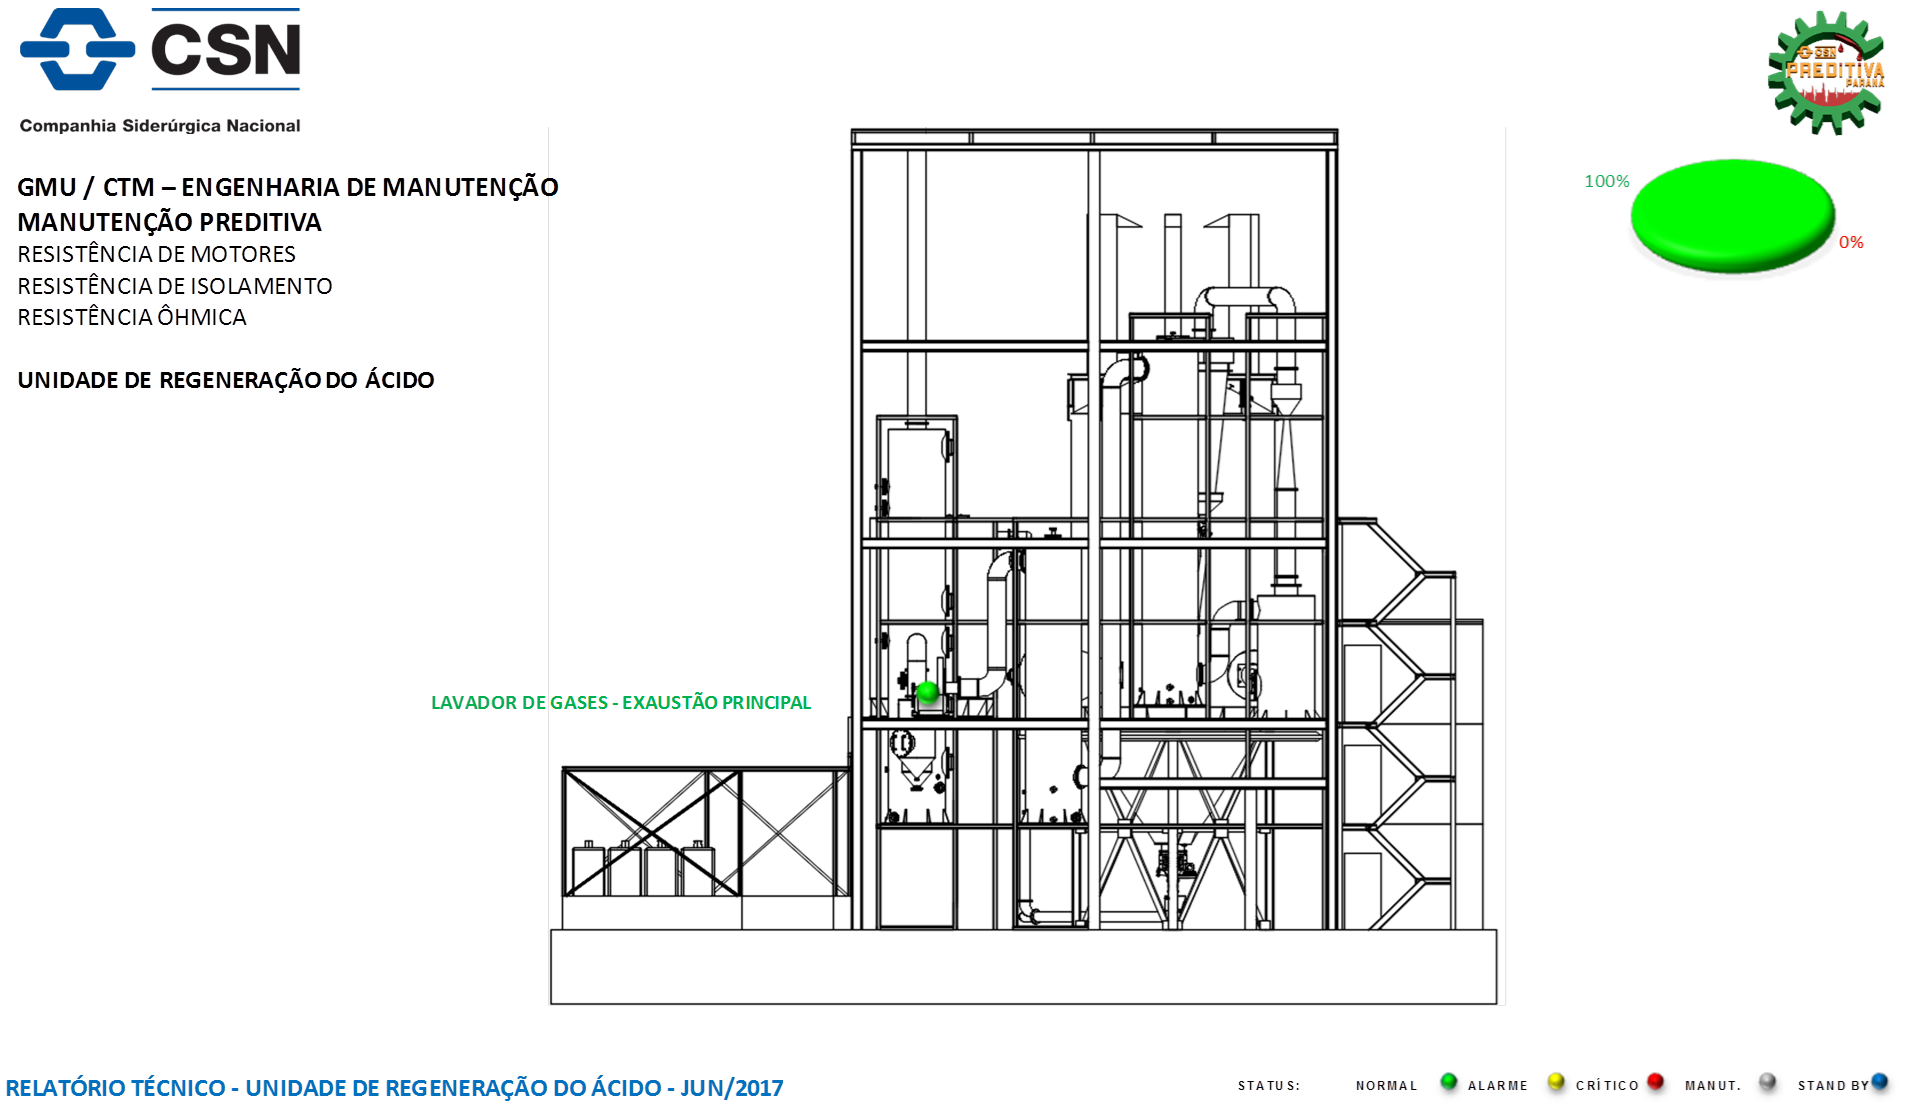 CSN
Companhia Siderúrgica Nacional
CSN
PREDITIVA
PARANÁ
GMU / CTM – ENGENHARIA DE MANUTENÇÃO
MANUTENÇÃO PREDITIVA
RESISTÊNCIA DE MOTORES
RESISTÊNCIA DE ISOLAMENTO
RESISTÊNCIA ÔHMICA
UNIDADE DE REGENERAÇÃO DO ÁCIDO
100%
0%
LAVADOR DE GASES - EXAUSTÃO PRINCIPAL
RELATÓRIO TÉCNICO - UNIDADE DE REGENERAÇÃO DO ÁCIDO - JUN/2017
STATUS: NORMAL ALARME CRÍTICO MANUT. STAND BY